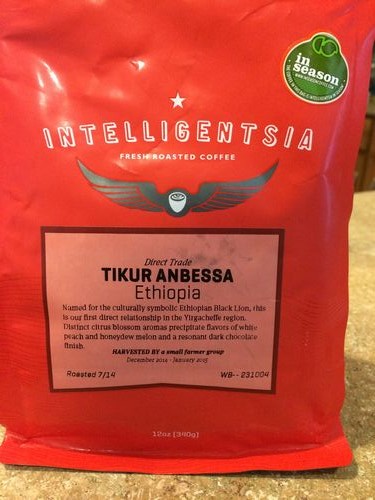 in
season
INTELLIGENTSIA
FRESH ROASTED COFFEE
Direct Trade
TIKUR ANBESSA
Ethiopia
Named for the culturally symbolic Ethiopian Black Lion, this
is our first direct relationship in the Yirgacheffe region.
Distinct citrus blossom aromas precipitate flavors of white
peach and honeydew melon and a resonant dark chocolate
finish.
HARVESTED BY a small farmer group
December 2014 - January 2015
Roasted 7/14
WB-- 231004
12oz [340g]